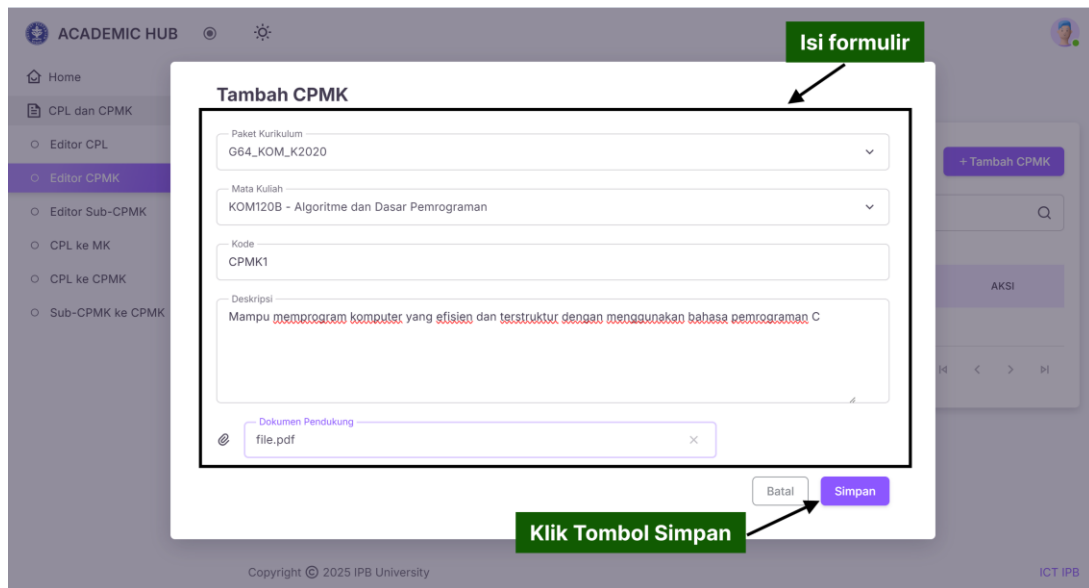 ACADEMIC HUB
Isi formulir
Home
CPL dan CPMK
Editor CPL
Editor CPMK
Editor Sub-CPMK
CPL ke MK
CPL ke CPMK
Sub-CPMK ke CPMK
Tambah CPMK
Paket Kurikulum
G64_KOM_K2020
Mata Kuliah
KOM120B - Algoritme dan Dasar Pemrograman
Kode
CPMK1
Deskripsi
Mampu memprogram komputer yang efisien dan terstruktur dengan menggunakan bahasa pemrograman C
Dokumen Pendukung
file.pdf
Batal
Simpan
Klik Tombol Simpan
+ Tambah CPMK
AKSI
Copyright © 2025 IPB University
ICT IPB